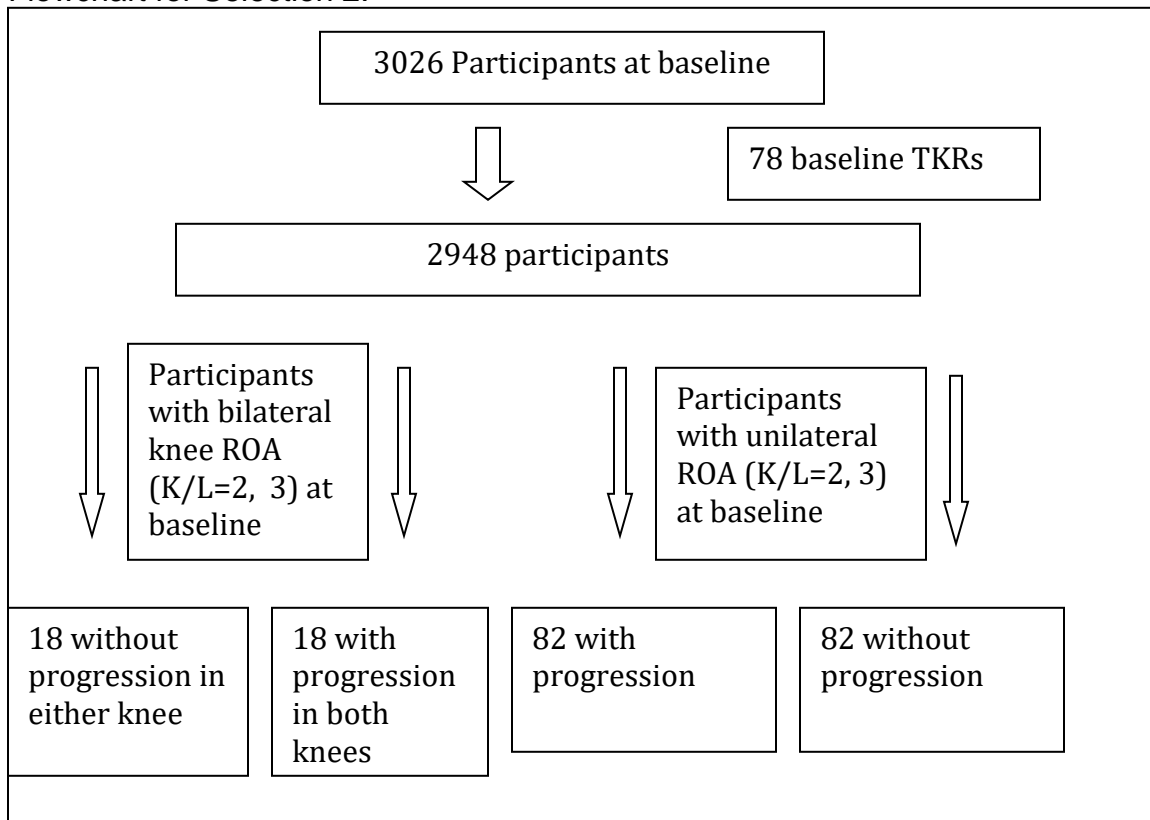 Flowchart for Selection 2:
3026 Participants at baseline
78 baseline TKRs
2948 participants
Participants
with bilateral
knee ROA
(K/L=2,  3) at
baseline
Participants
with unilateral
ROA (K/L=2, 3)
at baseline
18 without
progression in
either knee
18 with
progression
in both
knees
82 with
progression
82 without
progression